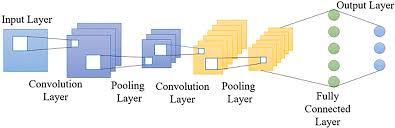 Output Layer
Input Layer
Convolution
Layer
Pooling
Layer
Convolution
Layer
Pooling
Layer
Fully
Connected
Layer